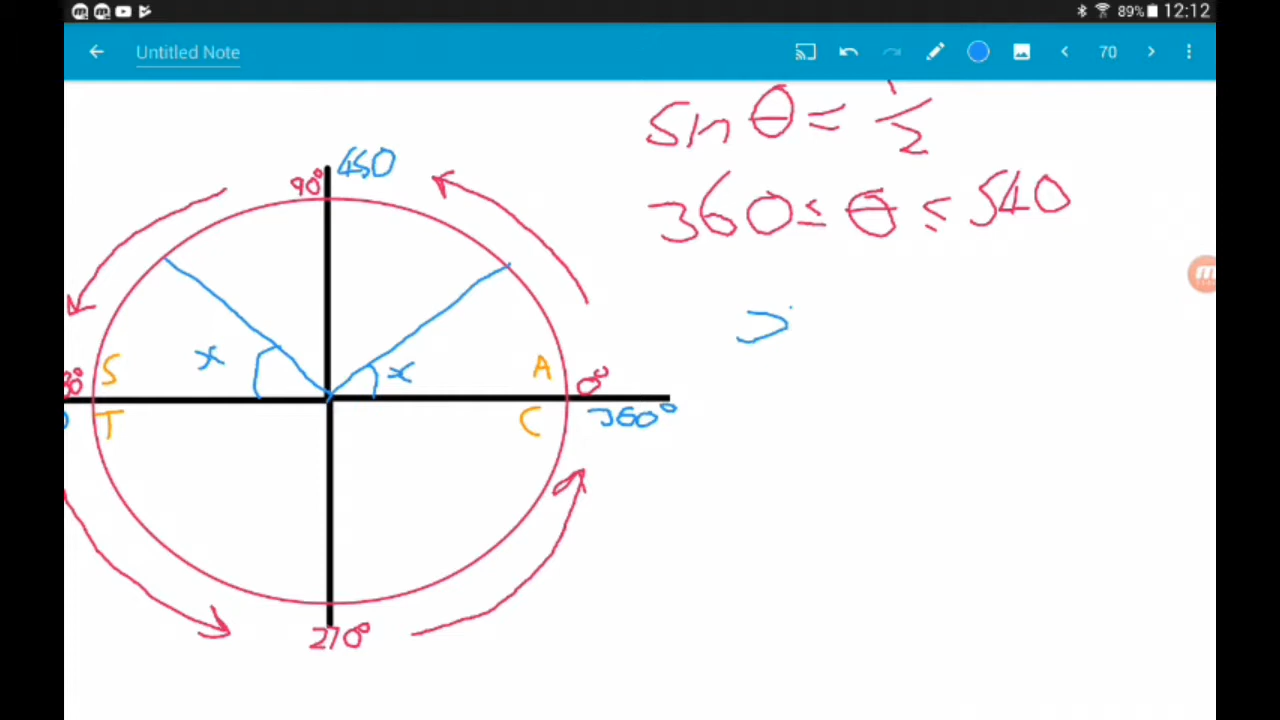 89% 12:12
Untitled Note
70
sin θ = 1/2
360 ≤ θ ≤ 540
90° 450
x x
S A
0°
T C
360°
270°